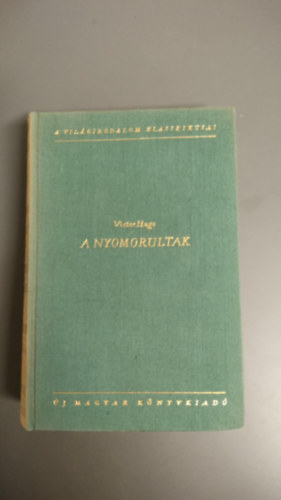 A VILÁGIRODALOM KLASSZIKUSAI
Victor Hugo
A NYOMORULTAK
ÚJ MAGYAR KÖNYVKIADÓ